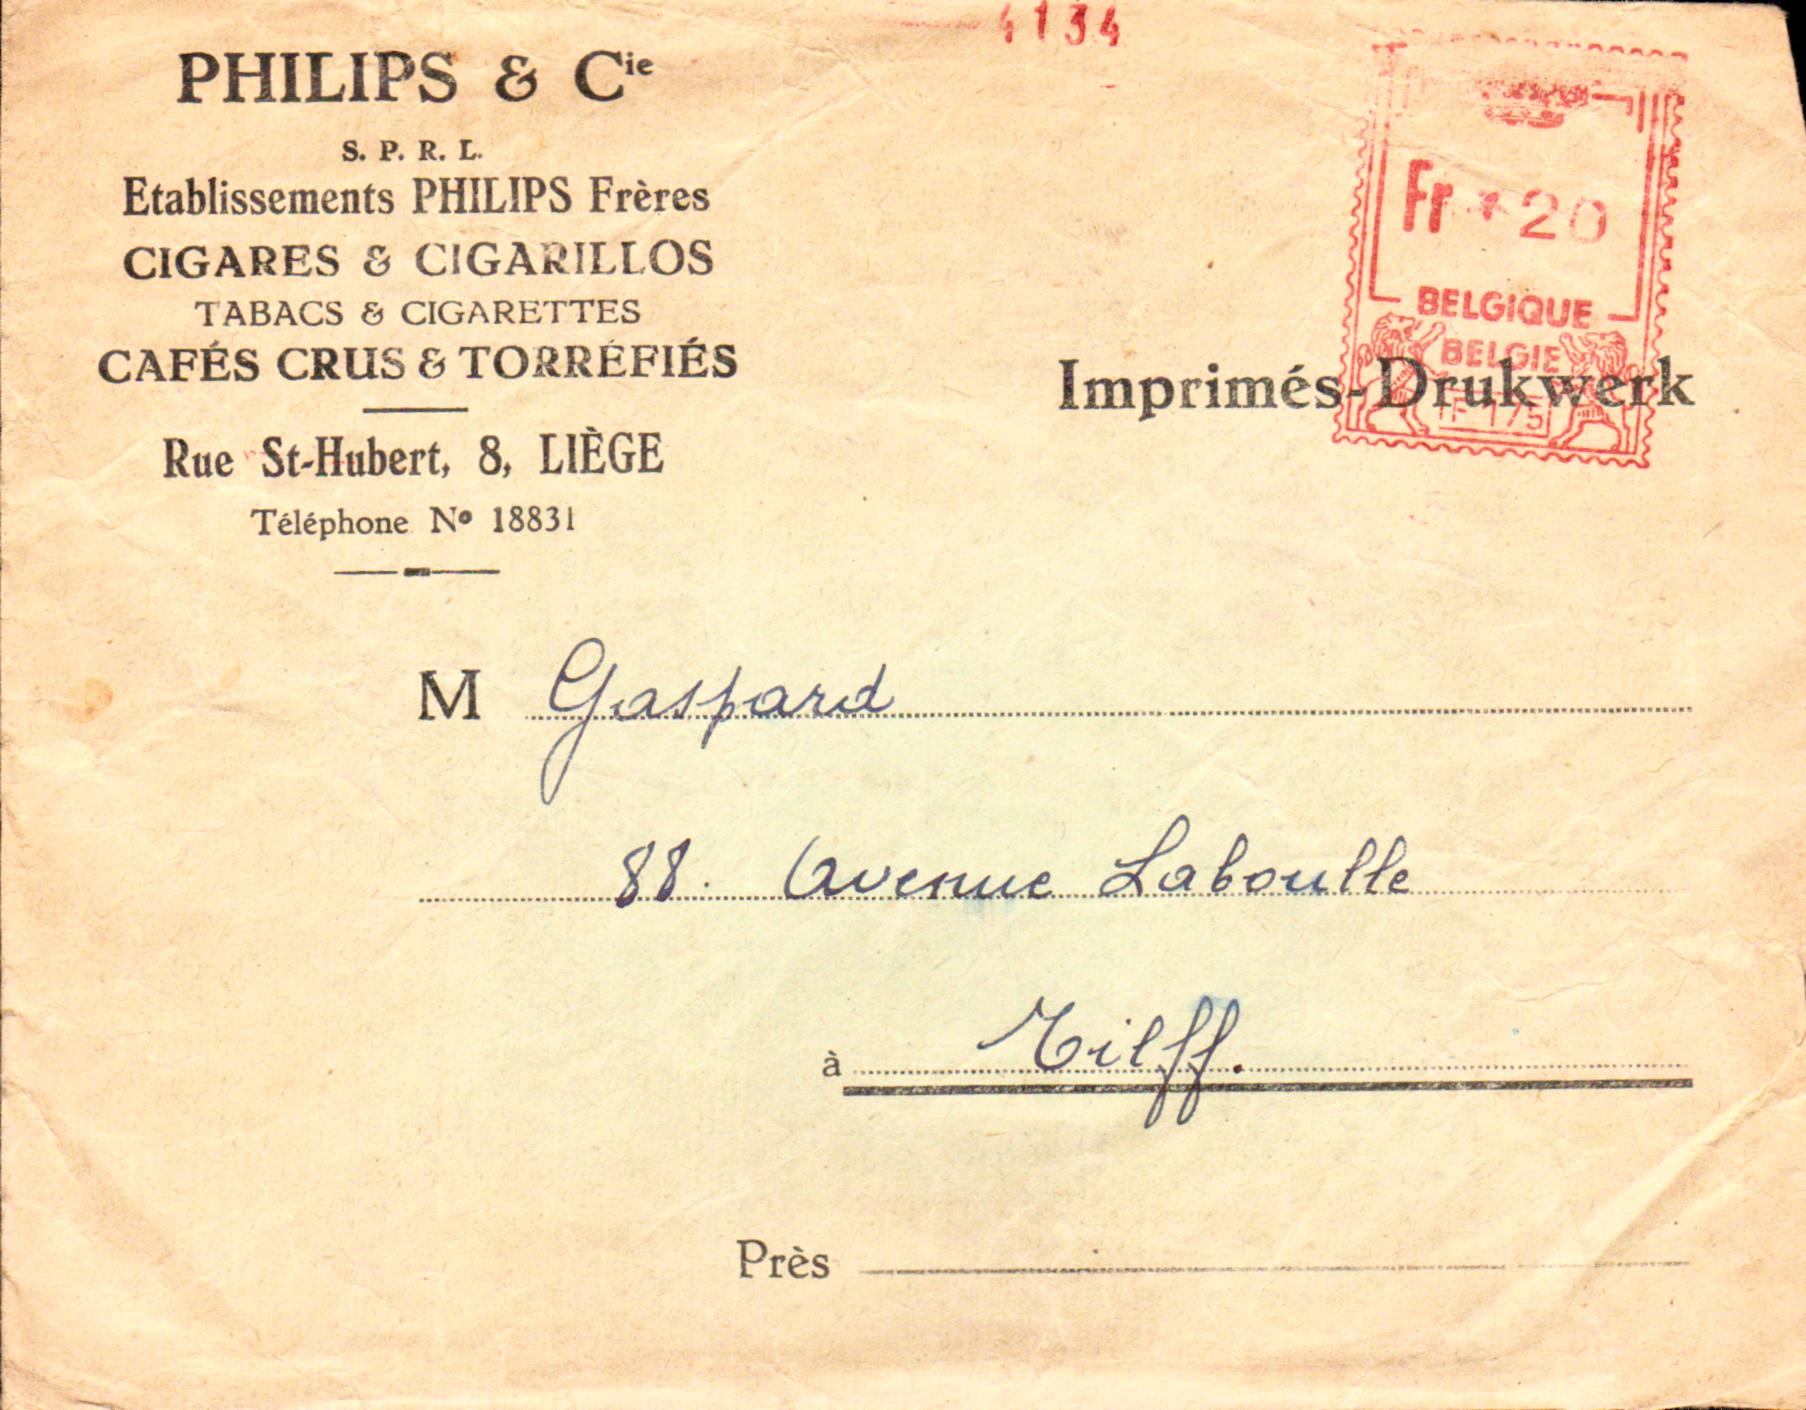 4134
PHILIPS & Cie
S. P. R. L.
Etablissements PHILIPS Frères
CIGARES & CIGARILLOS
TABACS & CIGARETTES
CAFÉS CRUS & TORRÉFIÉS
Rue St-Hubert, 8, LIÈGE
Téléphone No 18831
Fr * 20
BELGIQUE
BELGIE
Imprimés-Drukwerk
M Gaspard
88. Avenue Laboulle
à Tilff.
Près